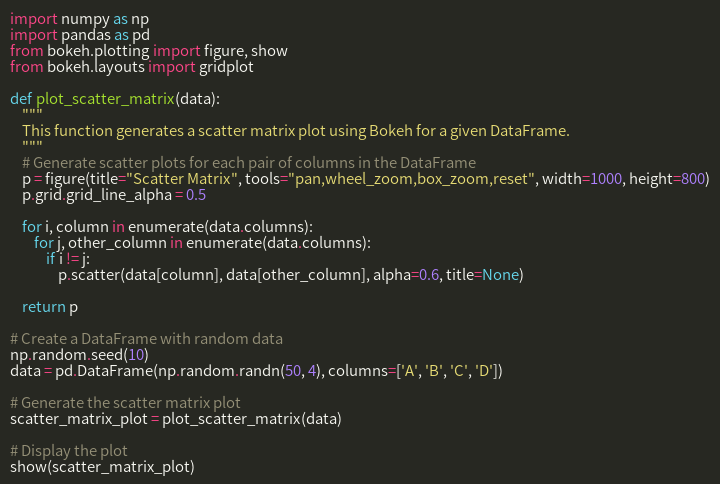 import numpy as np
import pandas as pd
from bokeh.plotting import figure, show
from bokeh.layouts import gridplot

def plot_scatter_matrix(data):
    """
    This function generates a scatter matrix plot using Bokeh for a given DataFrame.
    """
    # Generate scatter plots for each pair of columns in the DataFrame
    p = figure(title="Scatter Matrix", tools="pan,wheel_zoom,box_zoom,reset", width=1000, height=800)
    p.grid.grid_line_alpha = 0.5

    for i, column in enumerate(data.columns):
        for j, other_column in enumerate(data.columns):
            if i != j:
                p.scatter(data[column], data[other_column], alpha=0.6, title=None)

    return p

# Create a DataFrame with random data
np.random.seed(10)
data = pd.DataFrame(np.random.randn(50, 4), columns=['A', 'B', 'C', 'D'])

# Generate the scatter matrix plot
scatter_matrix_plot = plot_scatter_matrix(data)

# Display the plot
show(scatter_matrix_plot)